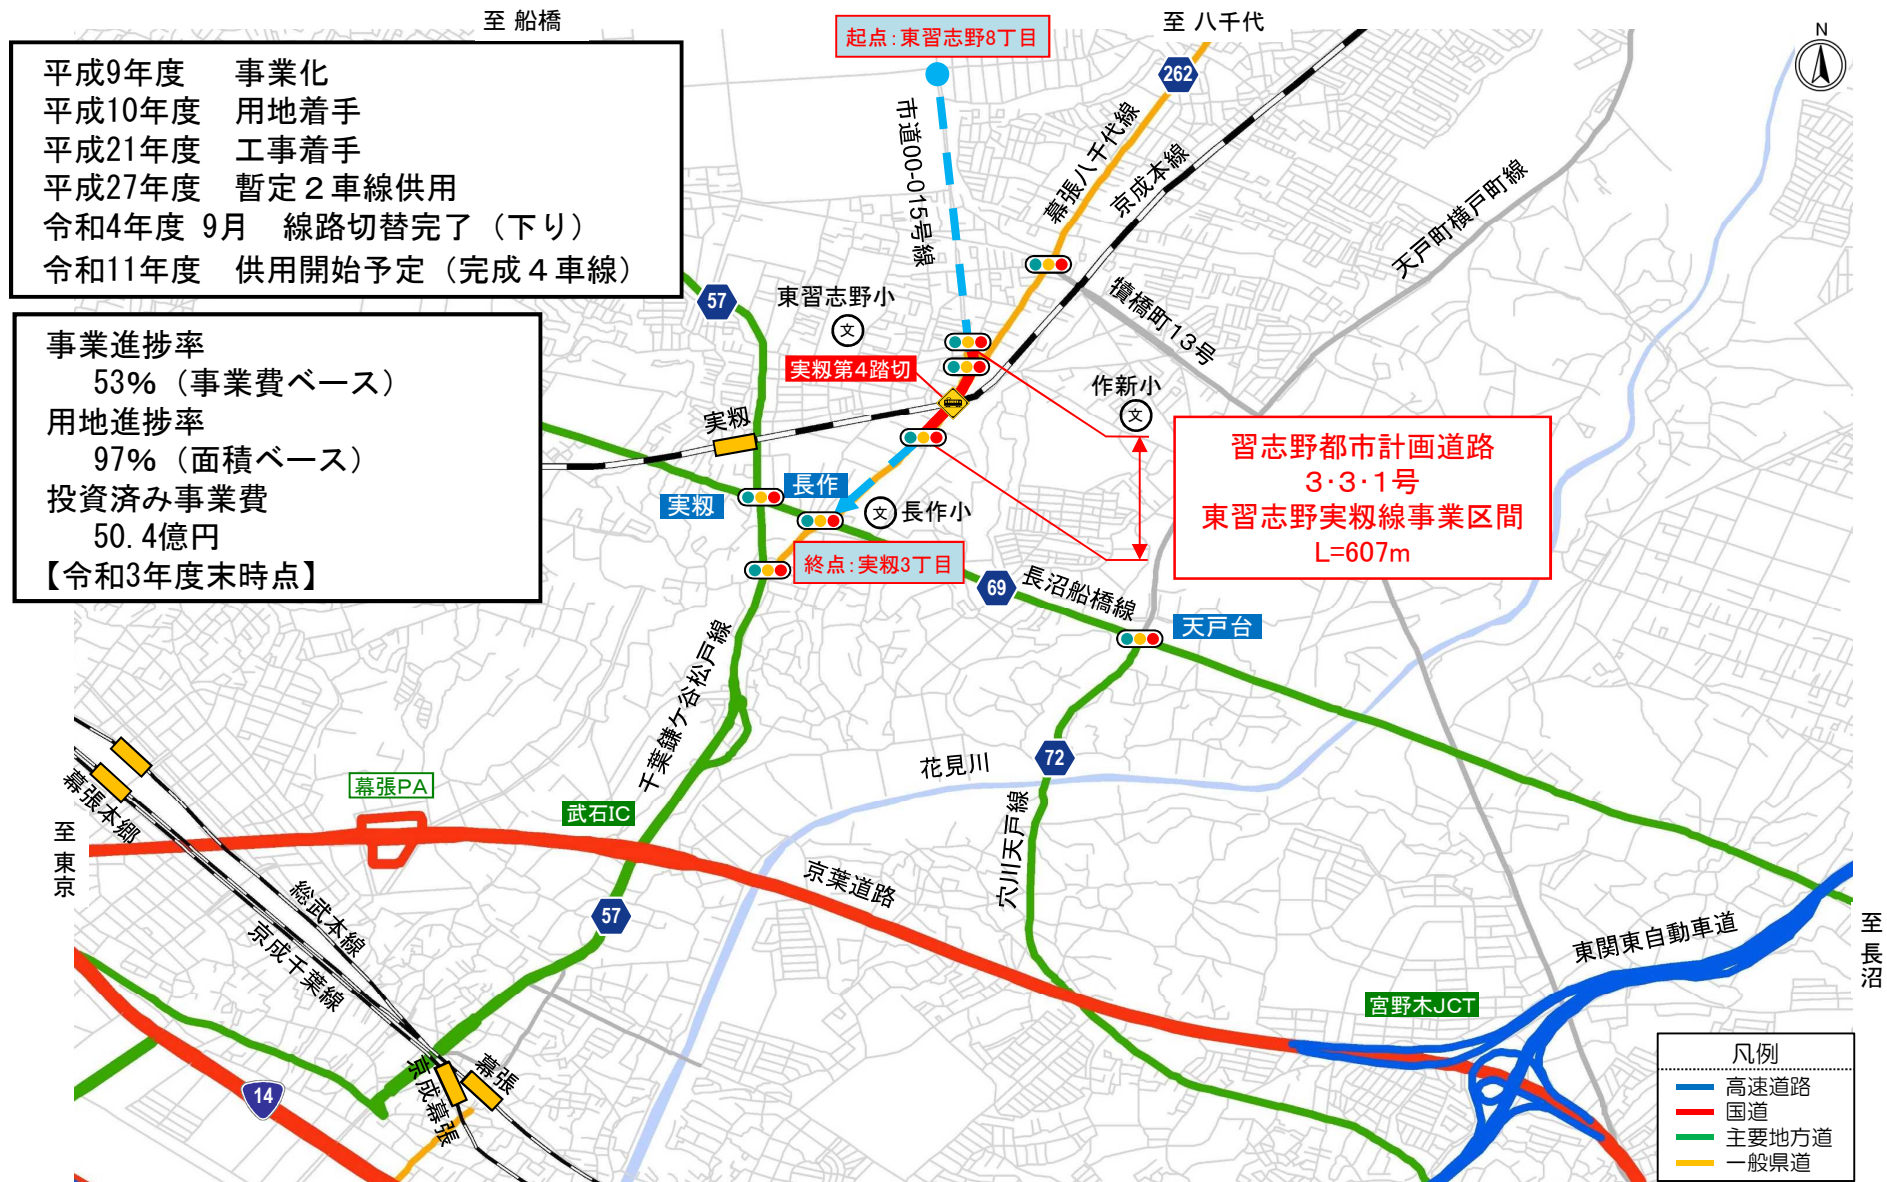 至 船橋
起点:東習志野8丁目
至 八千代
N
平成9年度 事業化
平成10年度 用地着手
平成21年度 工事着手
平成27年度 暫定２車線供用
令和4年度 9月 線路切替完了（下り）
令和11年度 供用開始予定（完成４車線）
262
市道00-015号線
幕張八千代線
京成本線
天戸町横戸町線
57
東習志野小
文
犢橋町13号
実籾第4踏切
作新小
文
事業進捗率
53%（事業費ベース）
用地進捗率
97%（面積ベース）
投資済み事業費
50.4億円
【令和3年度末時点】
実籾
習志野都市計画道路
3･3･1号
東習志野実籾線事業区間
L=607m
実籾
長作
文
長作小
終点:実籾3丁目
69
長沼船橋線
天戸台
千葉鎌ケ谷松戸線
花見川
72
幕張PA
武石IC
幕張本郷
至東京
穴川天戸線
京葉道路
総武本線
京成千葉線
57
東関東自動車道
至長沼
宮野木JCT
14
京成幕張
幕張
凡例
高速道路
国道
主要地方道
一般県道